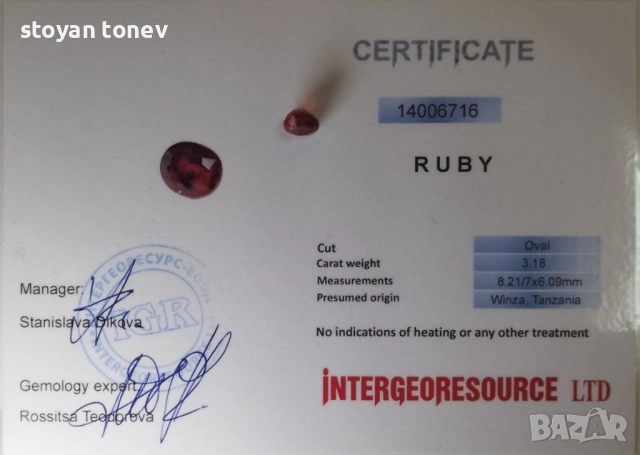 stoyan tonev
CERTIFICATE
14006716
RUBY
Cut Oval
Carat weight 3.18
Measurements 8.21/7x6.09mm
Presumed origin Winza, Tanzania
No indications of heating or any other treatment
Manager:
Stanislava Dikova
Gemology expert
Rossitsa Teodorova
IGR
INTERGEORESOURCE LTD
BAZAR
bg